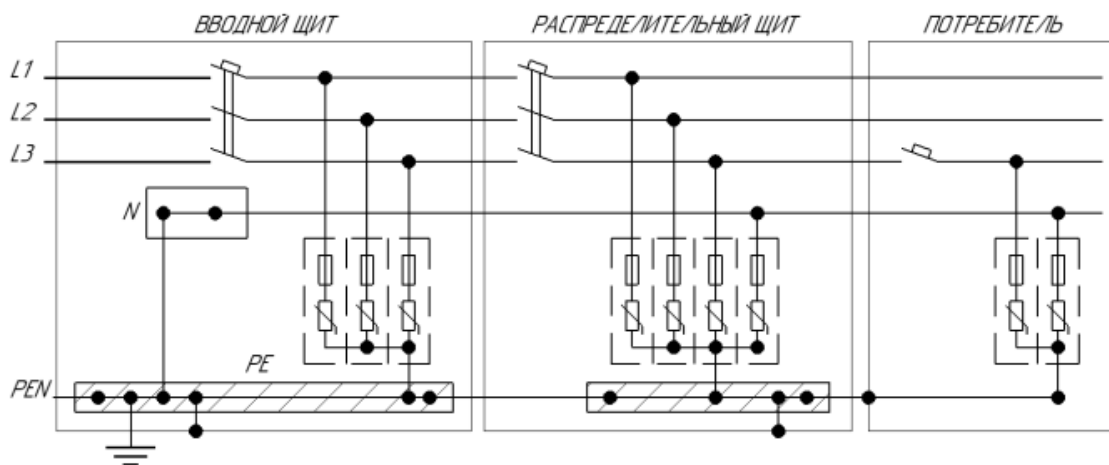 ВВОДНОЙ ЩИТ РАСПРЕДЕЛИТЕЛЬНЫЙ ЩИТ ПОТРЕБИТЕЛЬ
L1
L2
L3
N
PE
PEN